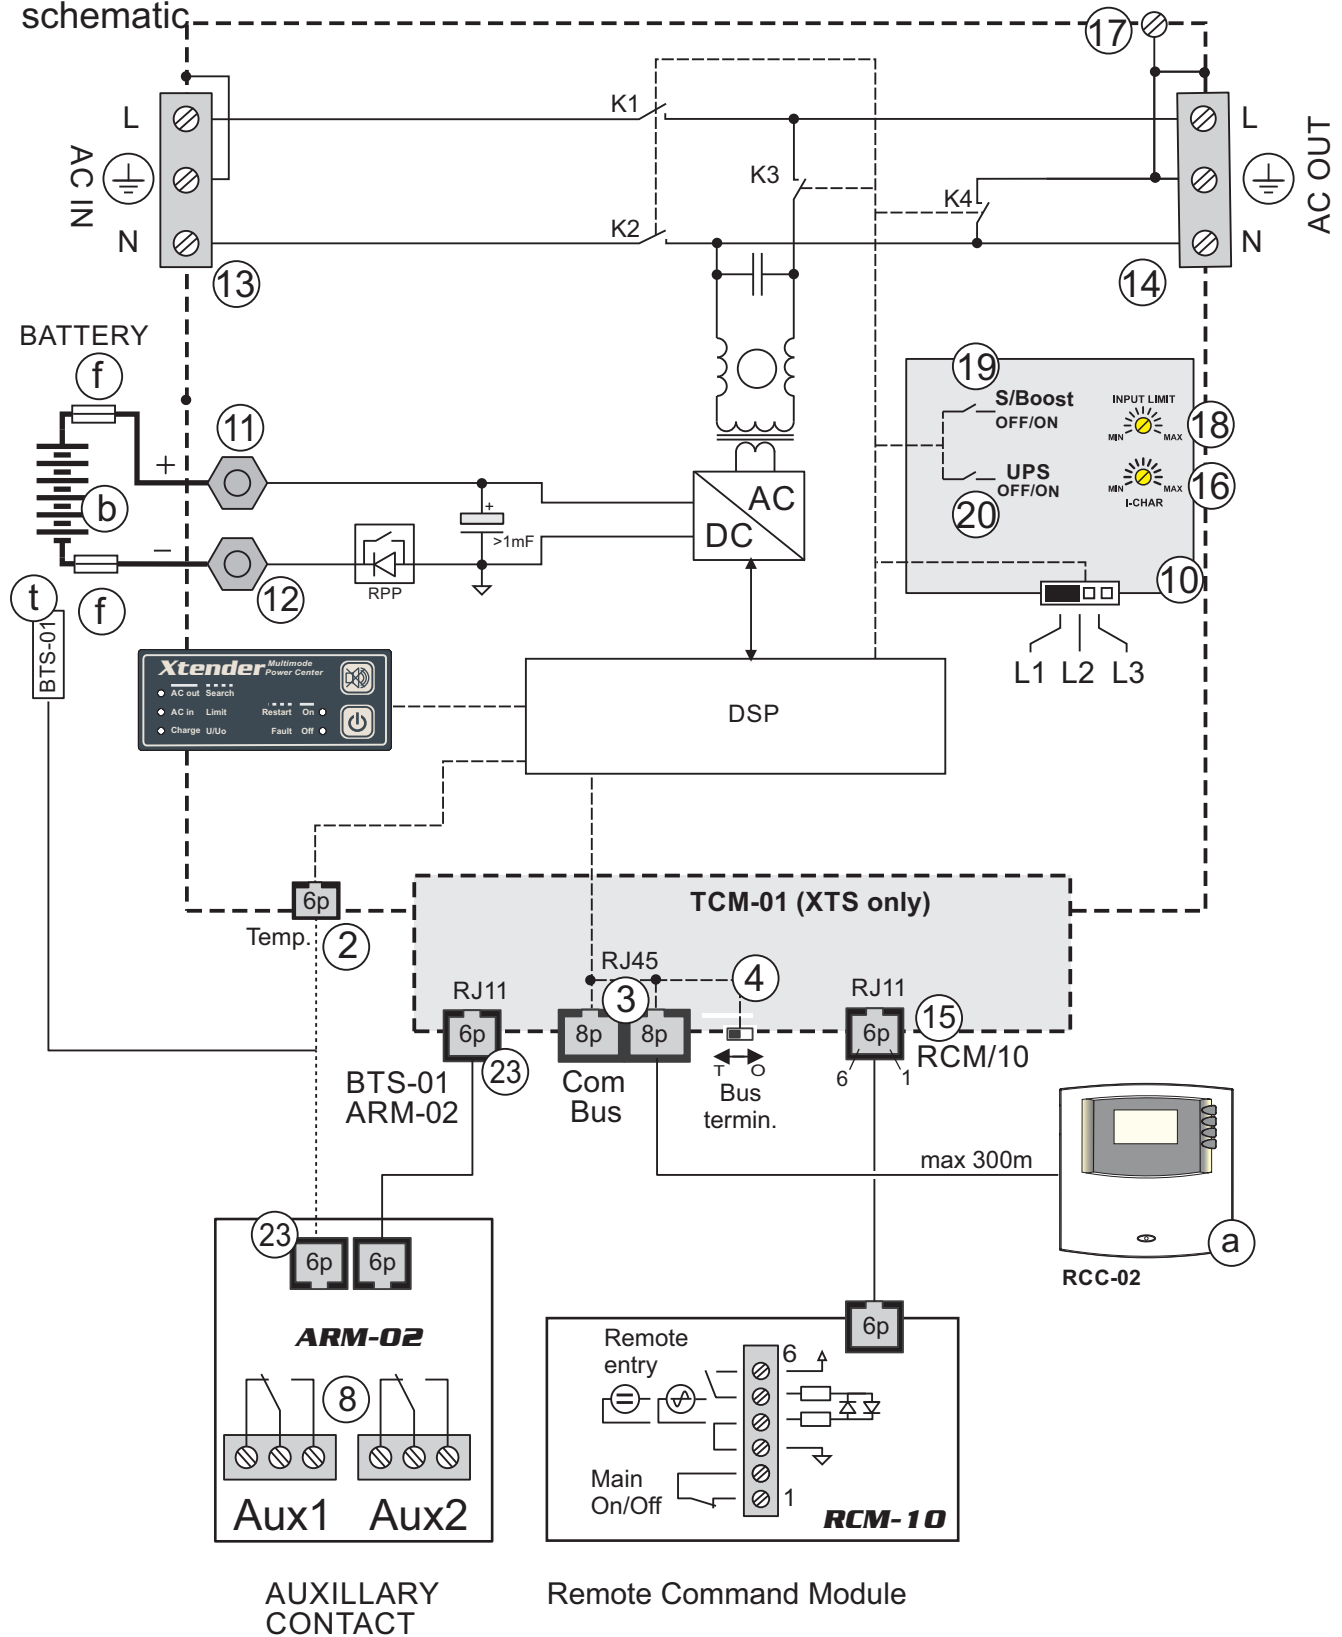 schematic
17
L
K1
L
AC IN
K3
K4
AC OUT
N
K2
N
13
14
BATTERY
f
19
S/Boost
OFF/ON
INPUT LIMIT
MIN
MAX
18
11
+
UPS
OFF/ON
MIN
MAX
I-CHAR
16
b
20
+
>1mF
AC
DC
−
12
RPP
10
t
f
BTS-01
L1 L2 L3
Xtender Multimode
Power Center
AC out Search
AC in Limit
Restart On
Charge U/Uo
Fault Off
DSP
6p
TCM-01 (XTS only)
Temp.
2
RJ45
4
RJ11
3
RJ11
6p
8p
8p
6p
15
23
RCM/10
6
1
BTS-01
ARM-02
Com
Bus
T
O
Bus
termin.
max 300m
23
6p
6p
a
RCC-02
ARM-02
6p
Remote
entry
6
8
Main
On/Off
1
Aux1
Aux2
RCM-10
AUXILLARY
CONTACT
Remote Command Module